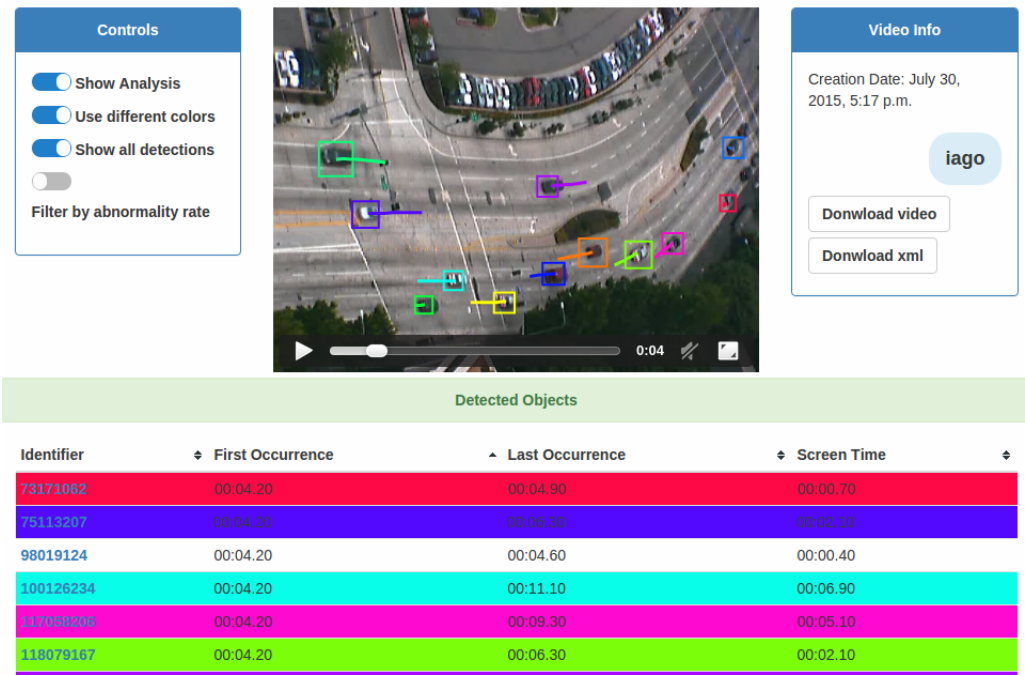 Controls
Show Analysis
Use different colors
Show all detections
Filter by abnormality rate
0:04
Video Info
Creation Date: July 30,
2015, 5:17 p.m.
iago
Donwload video
Donwload xml
Detected Objects
Identifier First Occurrence Last Occurrence Screen Time
73171062 00:04.20 00:04.90 00:00.70
75113207 00:04.20 00:06.30 00:02.10
98019124 00:04.20 00:04.60 00:00.40
100126234 00:04.20 00:11.10 00:06.90
117058206 00:04.20 00:09.30 00:05.10
118079167 00:04.20 00:06.30 00:02.10